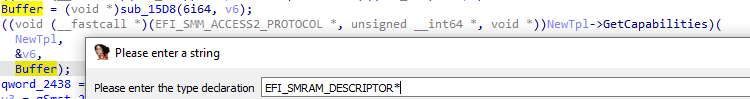 Buffer = (void *)sub_15D8(6i64, v6);
((void (__fastcall *)(EFI_SMM_ACCESS2_PROTOCOL *, unsigned __int64 *, void *))NewTpl->GetCapabilities)(
NewTpl,
&v6,
Buffer);
qword_2438 =
Please enter a string
Please enter the type declaration EFI_SMRAM_DESCRIPTOR*